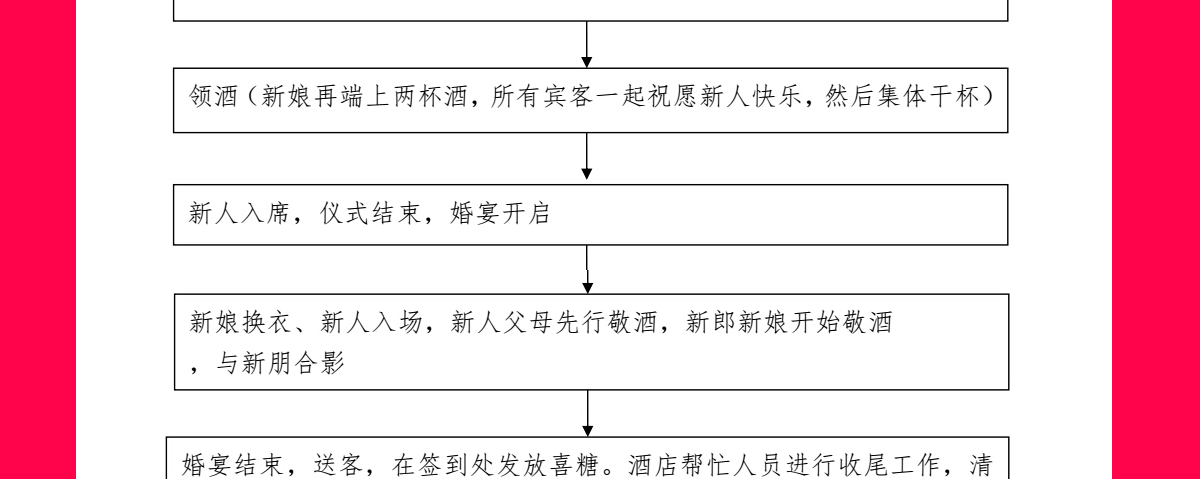 领酒（新娘再端上两杯酒，所有宾客一起祝愿新人快乐，然后集体干杯）
新人入席，仪式结束，婚宴开启
新娘换衣、新人入场，新人父母先行敬酒，新郎新娘开始敬酒
，与新朋合影
婚宴结束，送客，在签到处发放喜糖。酒店帮忙人员进行收尾工作，清